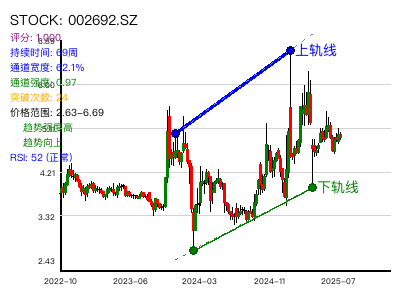 STOCK: 002692.SZ
评分: 1.000
持续时间: 69周
通道宽度: 62.1%
通道强度: 0.97
突破次数: 24
价格范围: 2.63-6.69
趋势强度高
趋势向上
RSI: 52 (正常)
上轨线
下轨线
6.00
4.21
3.32
2.43
2022-10
2023-06
2024-03
2024-11
2025-07